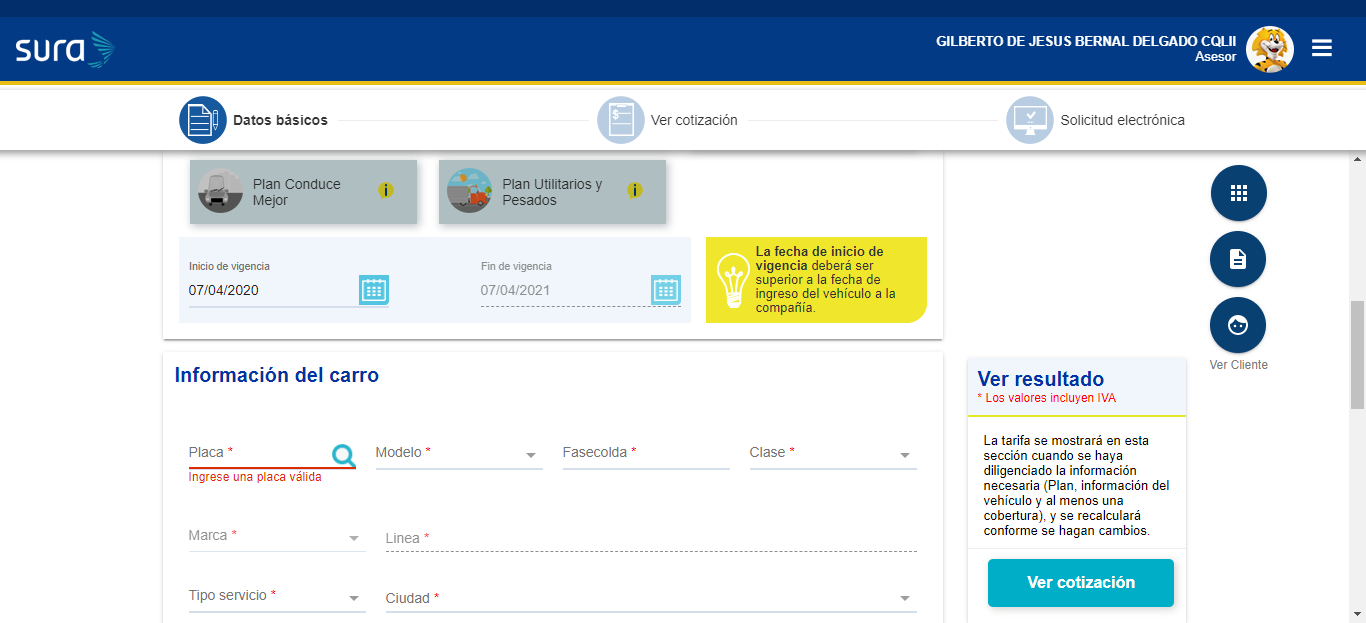 sura
GILBERTO DE JESUS BERNAL DELGADO CQLII
Asesor
Datos básicos
Ver cotización
Solicitud electrónica
Plan Conduce
Mejor
i
Plan Utilitarios y
Pesados
i
Inicio de vigencia
07/04/2020
Fin de vigencia
07/04/2021
La fecha de inicio de
vigencia deberá ser
superior a la fecha de
ingreso del vehículo a la
compañía.
Ver Cliente
Información del carro
Placa *
Ingrese una placa válida
Modelo *
Fasecolda *
Clase *
Marca *
Linea *
Tipo servicio *
Ciudad *
Ver resultado
* Los valores incluyen IVA
La tarifa se mostrará en esta
sección cuando se haya
diligenciado la información
necesaria (Plan, información del
vehículo y al menos una
cobertura), y se recalculará
conforme se hagan cambios.
Ver cotización